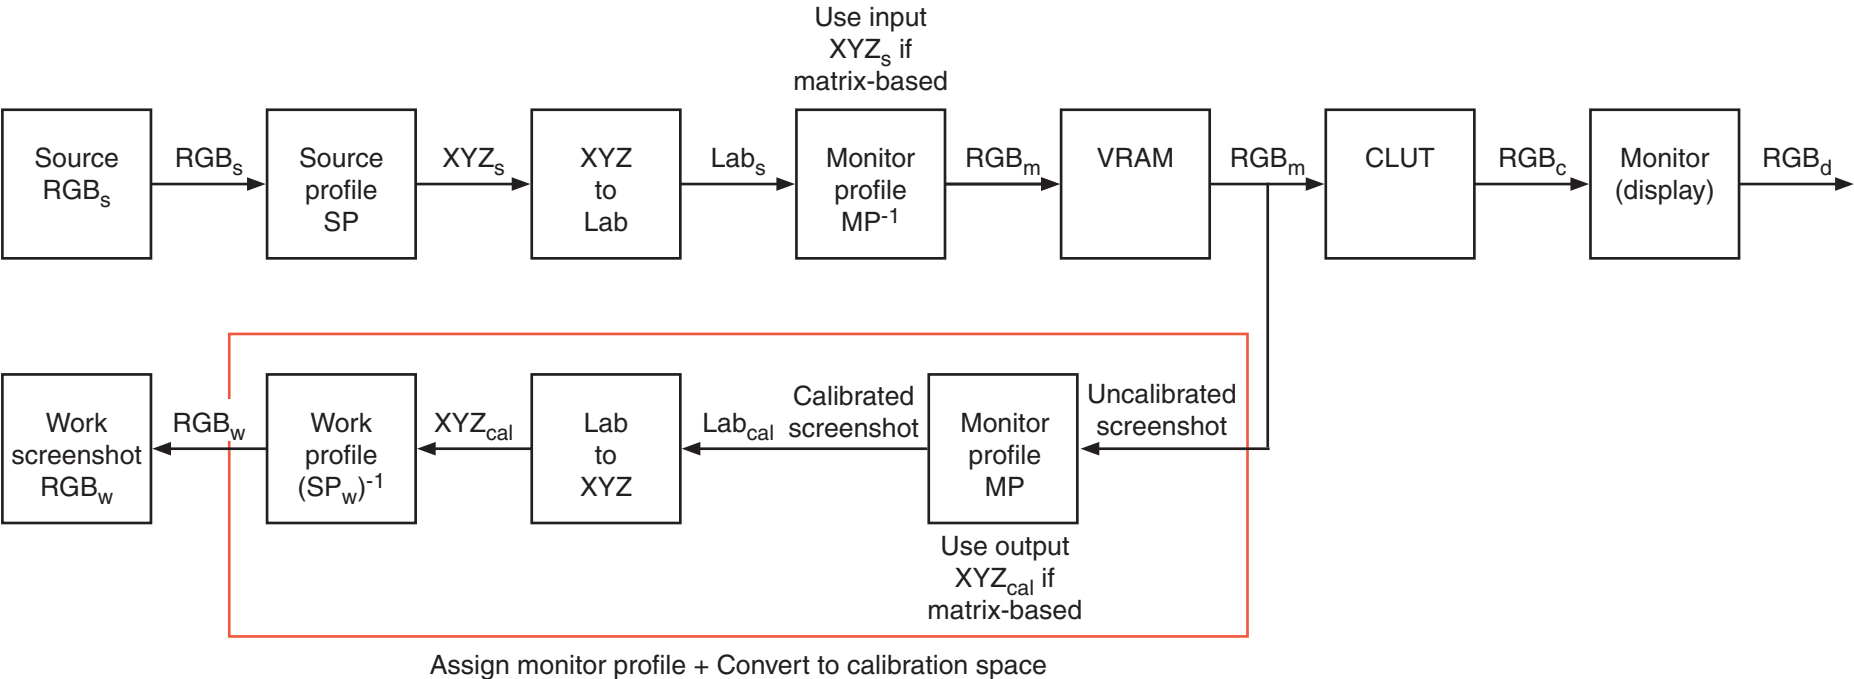 Use input
XYZs if
matrix-based
Source
RGBs
RGBs
Source
profile
SP
XYZs
XYZ
to
Lab
Labs
Monitor
profile
MP-1
RGBm
VRAM
RGBm
CLUT
RGBc
Monitor
(display)
RGBd
Work
screenshot
RGBw
RGBw
Work
profile
(SPw)-1
XYZcal
Lab
to
XYZ
Labcal
Calibrated
screenshot
Monitor
profile
MP
Uncalibrated
screenshot
Use output
XYZcal if
matrix-based
Assign monitor profile + Convert to calibration space